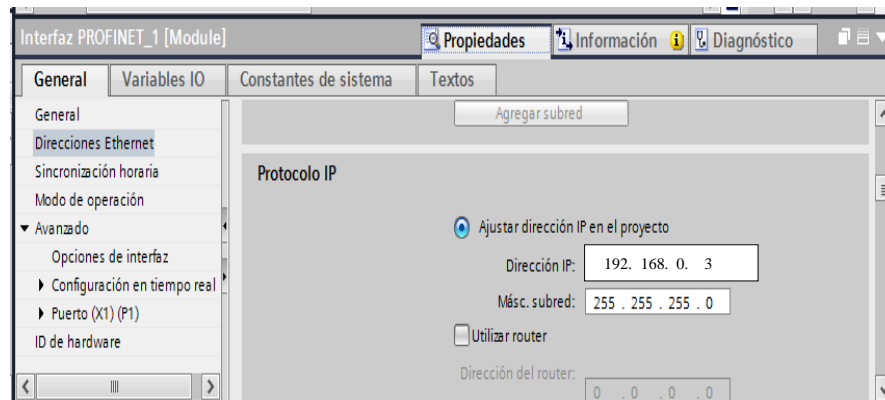 Interfaz PROFINET_1 [Module]
Propiedades
Información
Diagnóstico
General
Variables IO
Constantes de sistema
Textos
General
Direcciones Ethernet
Sincronización horaria
Modo de operación
Avanzado
Opciones de interfaz
Configuración en tiempo real
Puerto (X1) (P1)
ID de hardware
Agregar subred
Protocolo IP
Ajustar dirección IP en el proyecto
Dirección IP: 192. 168. 0. 3
Másc. subred: 255 . 255 . 255 . 0
Utilizar router
Dirección del router: 0 . 0 . 0 . 0